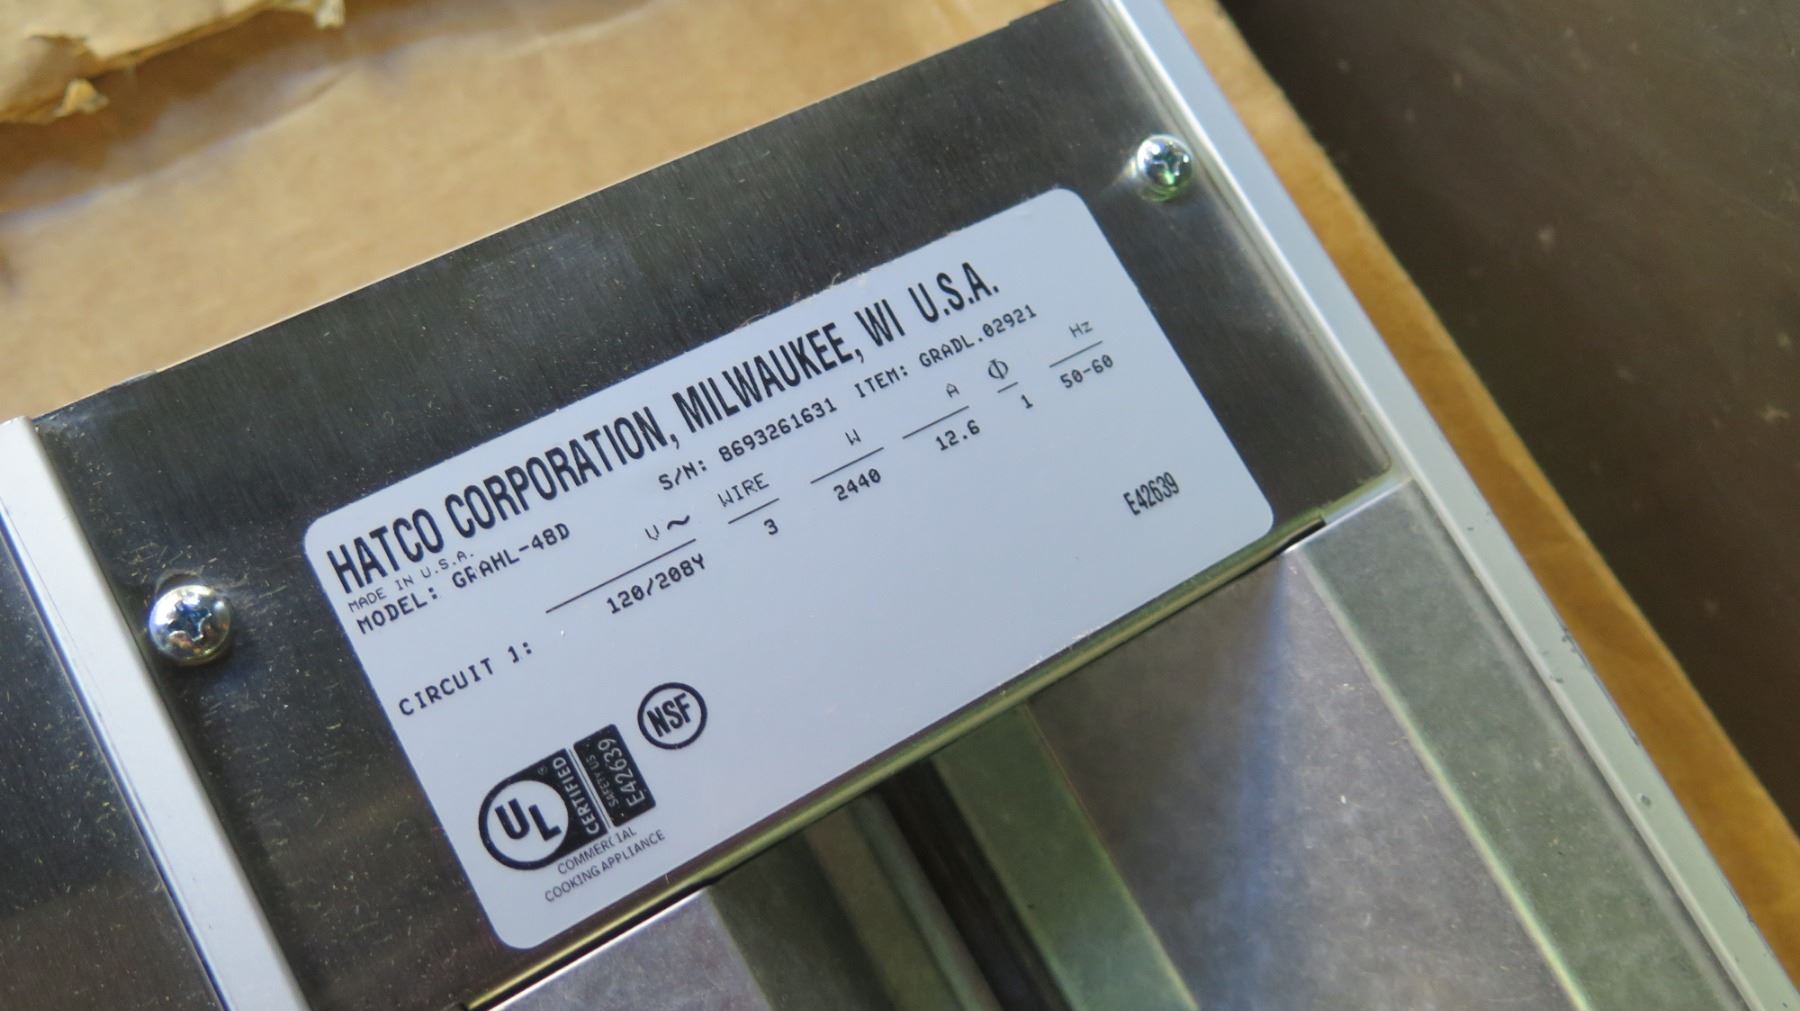 HATCO CORPORATION, MILWAUKEE, WI U.S.A.
MADE IN U.S.A.
MODEL: GRAHL-48D S/N: 8693261631 ITEM: GRADL.02921
V~ WIRE W A Φ Hz
CIRCUIT 1: 120/208Y 3 2440 12.6 1 50-60
E42639
UL® CERTIFIED SAFETY US E42639
NSF
COMMERCIAL
COOKING APPLIANCE